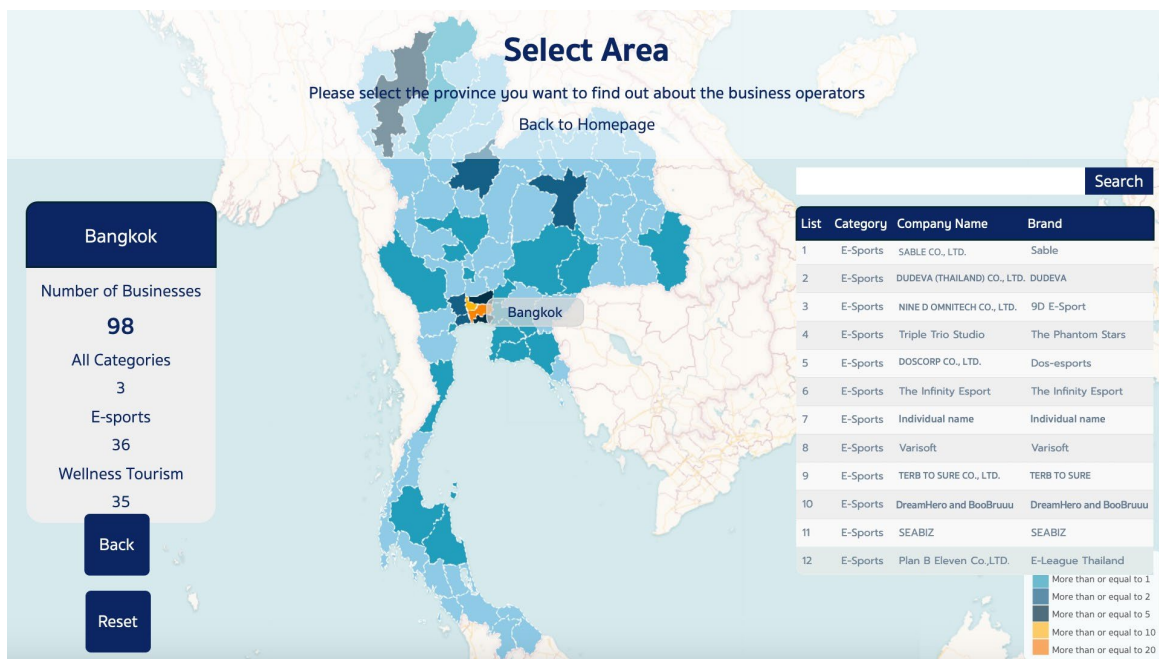 Select Area
Please select the province you want to find out about the business operators
Back to Homepage
Bangkok
Number of Businesses
98
All Categories
3
E-sports
36
Wellness Tourism
35
Back
Reset
Bangkok
Search
List Category Company Name Brand
1 E-Sports SABLE CO., LTD. Sable
2 E-Sports DUDEVA (THAILAND) CO., LTD. DUDEVA
3 E-Sports NINE D OMNITECH CO., LTD. 9D E-Sport
4 E-Sports Triple Trio Studio The Phantom Stars
5 E-Sports DOSCORP CO., LTD. Dos-esports
6 E-Sports The Infinity Esport The Infinity Esport
7 E-Sports Individual name Individual name
8 E-Sports Varisoft Varisoft
9 E-Sports TERB TO SURE CO., LTD. TERB TO SURE
10 E-Sports DreamHero and BooBruuu DreamHero and BooBruuu
11 E-Sports SEABIZ SEABIZ
12 E-Sports Plan B Eleven Co.,LTD. E-League Thailand
More than or equal to 1
More than or equal to 2
More than or equal to 5
More than or equal to 10
More than or equal to 20